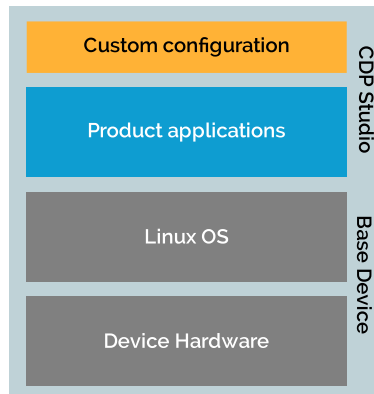 Custom configuration
Product applications
CDP Studio
Linux OS
Device Hardware
Base Device